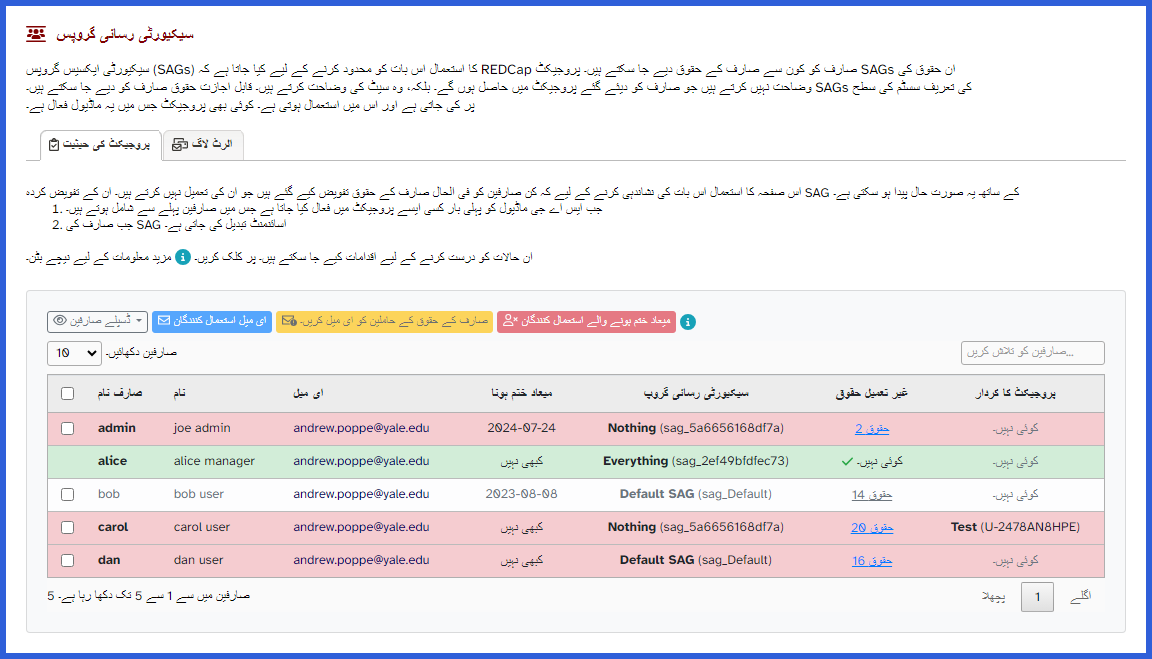 سیکیورٹی رسائی گروپس
ان حقوق کی SAGs صارف کو کون سے صارف کے حقوق دیے جا سکتے ہیں۔ پروجیکٹ REDCap کا استعمال اس بات کو محدود کرنے کے لیے کیا جاتا ہے کہ (SAGs) سیکیورٹی ایکسیس گروپس
کی تعریف سسٹم کی سطح SAGs وضاحت نہیں کرتے ہیں جو صارف کو دیئے گئے پروجیکٹ میں حاصل ہوں گے۔ بلکہ، وہ سیٹ کی وضاحت کرتے ہیں۔ قابل اجازت حقوق صارف کو دیے جا سکتے ہیں۔
پر کی جاتی ہے اور اس میں استعمال ہوتی ہے۔ کوئی بھی پروجیکٹ جس میں یہ ماڈیول فعال ہے۔
پروجیکٹ کی حیثیت
الرٹ لاگ
کے ساتھ یہ صورت حال پیدا ہو سکتی ہے۔ SAG اس صفحہ کا استعمال اس بات کی نشاندہی کرنے کے لیے کہ کن صارفین کو فی الحال صارف کے حقوق تفویض کیے گئے ہیں جو ان کی تعمیل نہیں کرتے ہیں۔ ان کے تفویض کردہ
1. جب ایس اے جی ماڈیول کو پہلی بار کسی ایسے پروجیکٹ میں فعال کیا جاتا ہے جس میں صارفین پہلے سے شامل ہوتے ہیں۔
2. اسائنمنٹ تبدیل کی جاتی ہے۔ SAG جب صارف کی
ان حالات کو درست کرنے کے لیے اقدامات کیے جا سکتے ہیں۔ پر کلک کریں۔ i مزید معلومات کے لیے نیچے بٹن۔
ڈسپلے صارفین
ای میل استعمال کنندگان
صارف کے حقوق کے حاملین کو ای میل کریں۔
میعاد ختم ہونے والے استعمال کنندگان
i
10 صارفین دکھائیں۔
صارفین کو تلاش کریں...
صارف نام نام ای میل میعاد ختم ہونا سیکیورٹی رسائی گروپ غیر تعمیل حقوق پروجیکٹ کا کردار
admin joe admin andrew.poppe@yale.edu 2024-07-24 Nothing (sag_5a6656168df7a) 2 حقوق کوئی نہیں۔
alice alice manager andrew.poppe@yale.edu کبھی نہیں Everything (sag_2ef49bfdfec73) کوئی نہیں۔ کوئی نہیں۔
bob bob user andrew.poppe@yale.edu 2023-08-08 Default SAG (sag_Default) 14 حقوق کوئی نہیں۔
carol carol user andrew.poppe@yale.edu کبھی نہیں Nothing (sag_5a6656168df7a) 20 حقوق Test (U-2478AN8HPE)
dan dan user andrew.poppe@yale.edu کبھی نہیں Default SAG (sag_Default) 16 حقوق کوئی نہیں۔
صارفین میں سے 1 سے 5 تک دکھا رہا ہے۔ 5
پچھلا 1 اگلے